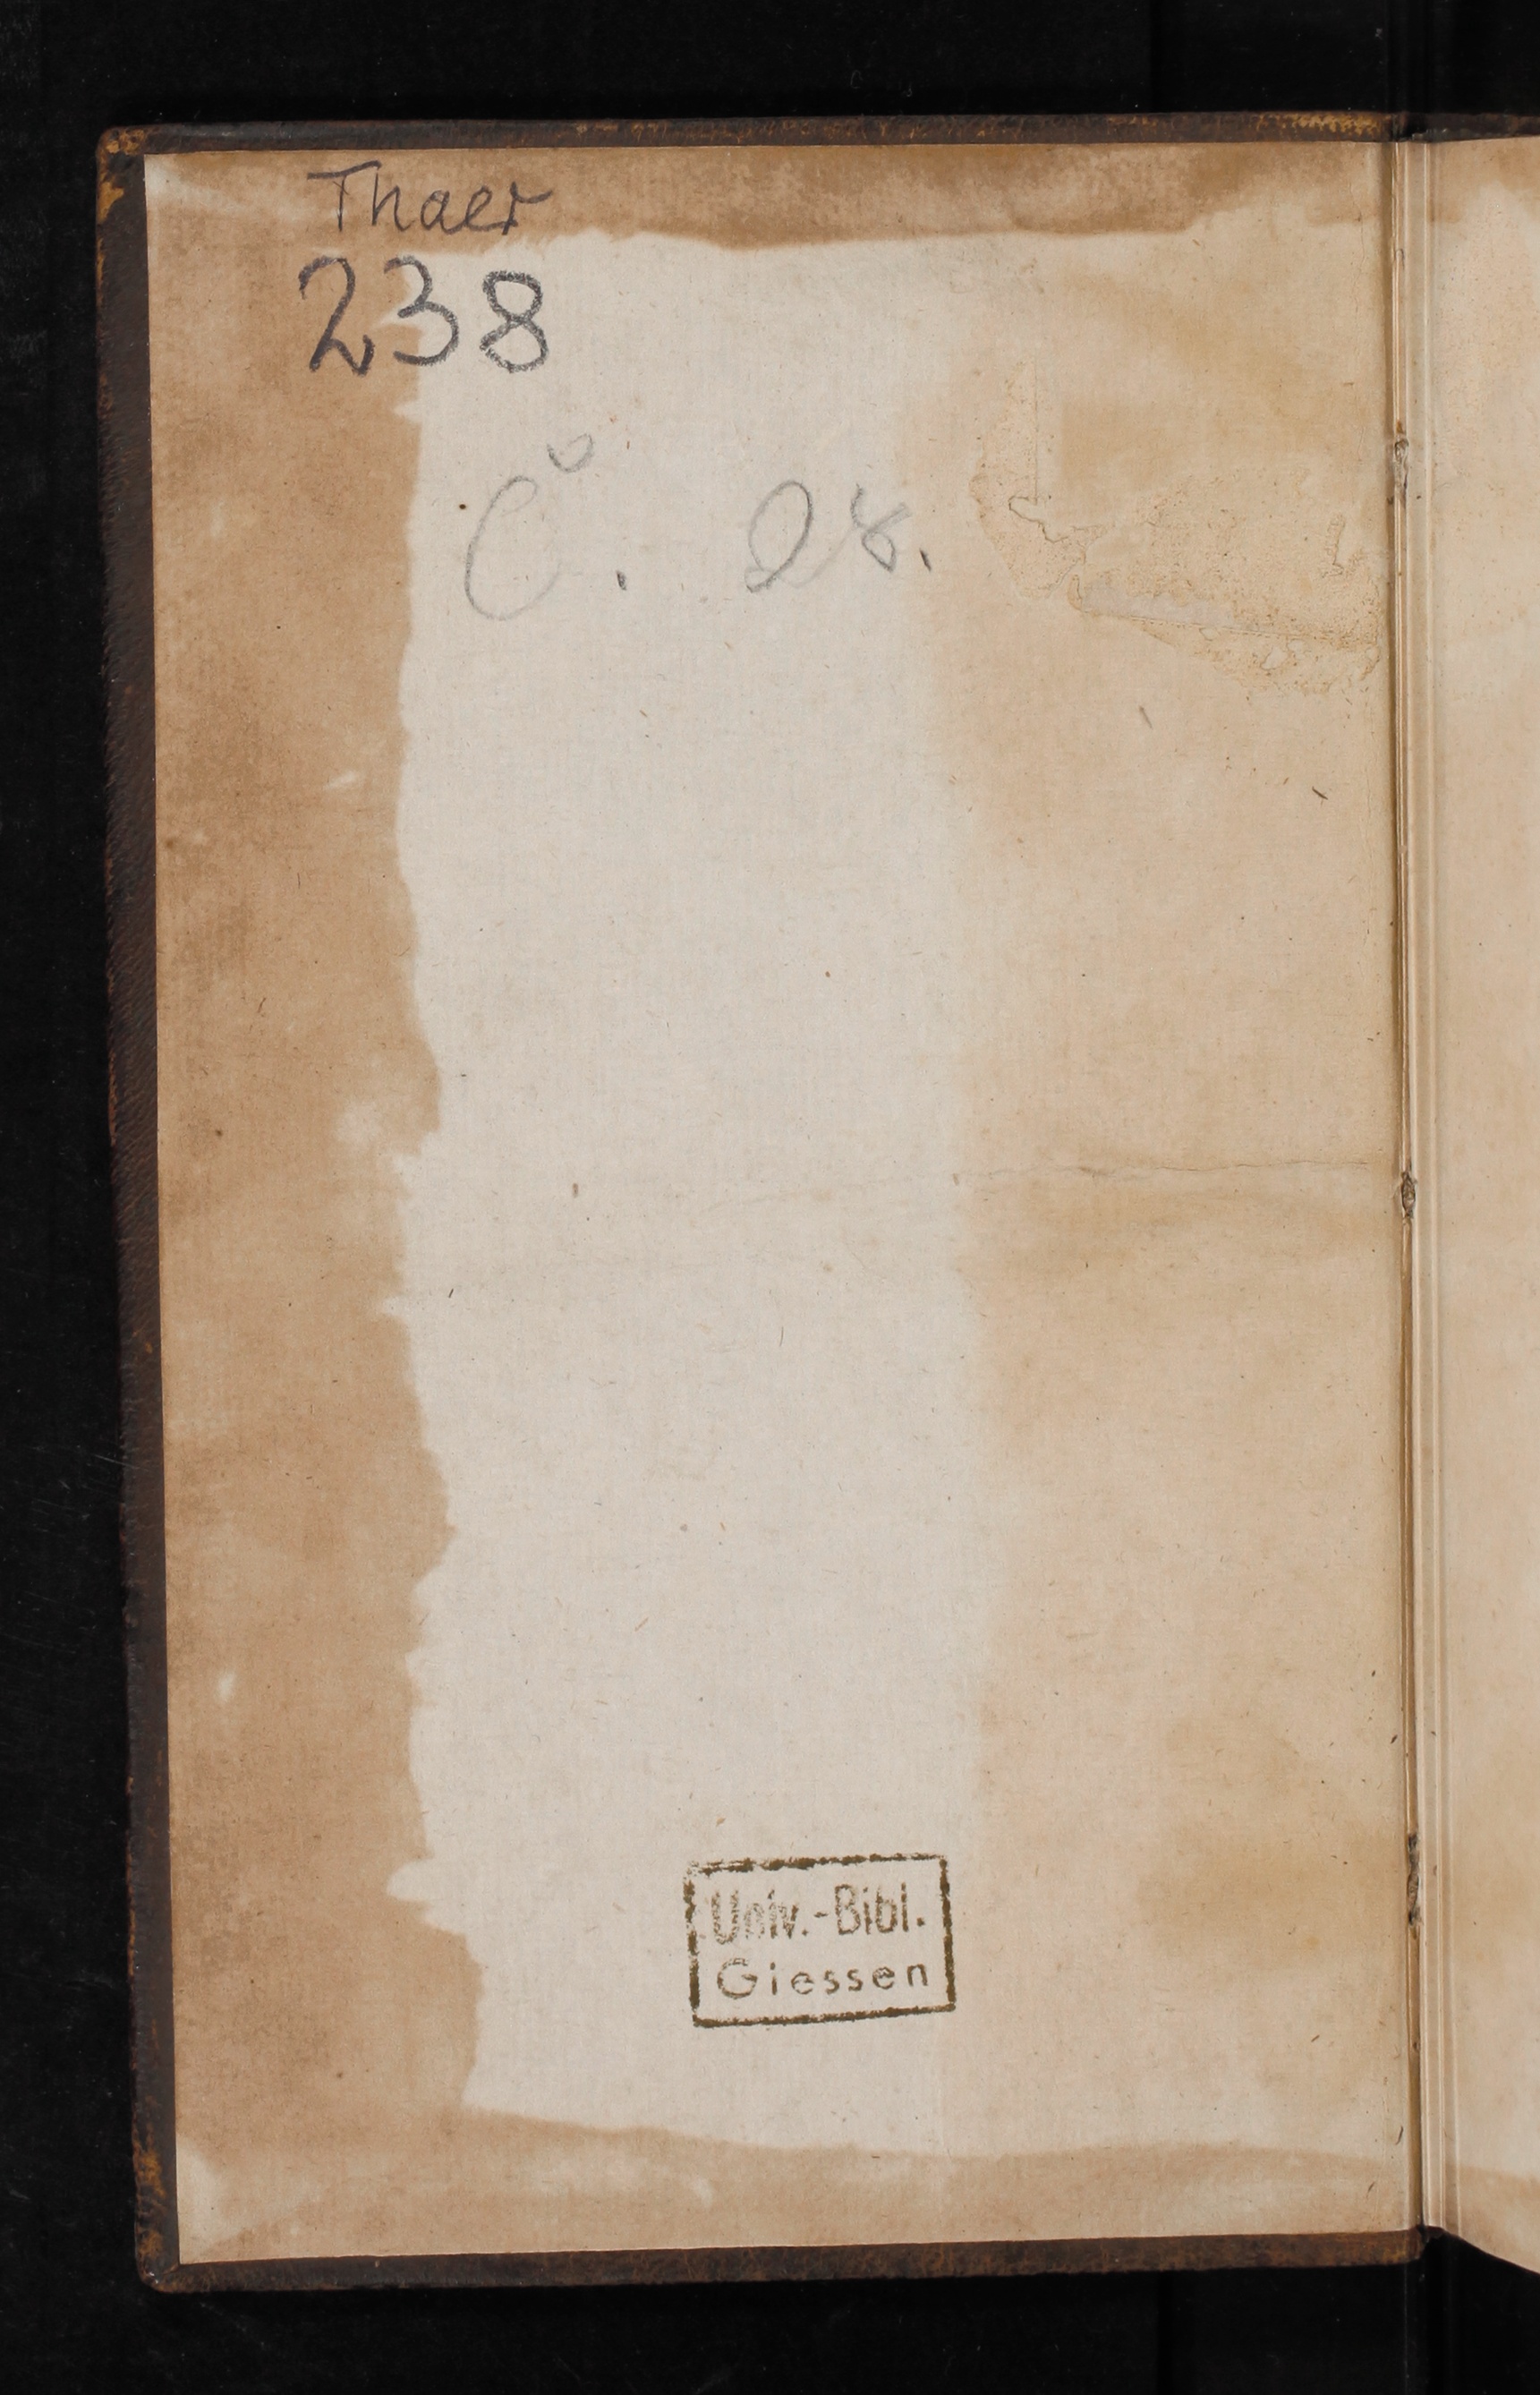 Thaer
238
C. 28.
Univ.-Bibl.
Giessen